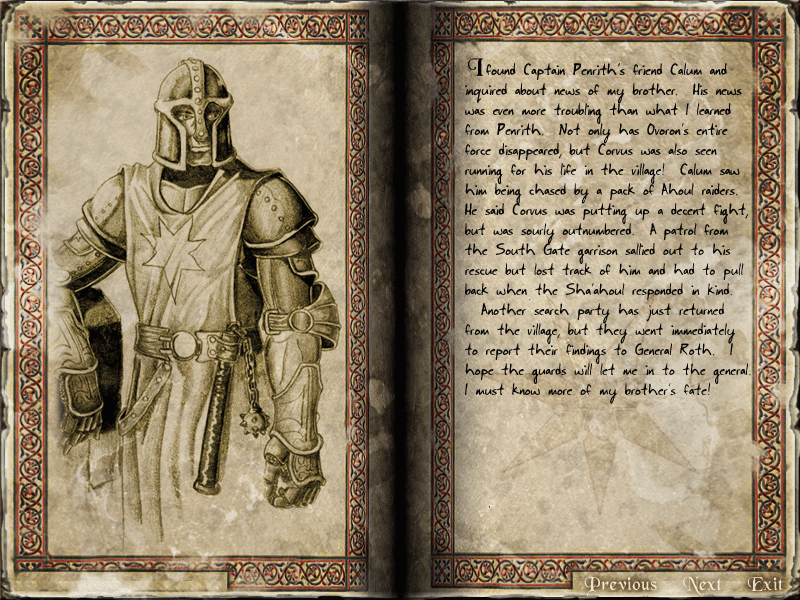 I found Captain Penrith's friend Calum and
inquired about news of my brother. His news
was even more troubling than what I learned
from Penrith. Not only has Ovoron's entire
force disappeared, but Corvus was also seen
running for his life in the village! Calum saw
him being chased by a pack of Ahoul raiders.
He said Corvus was putting up a decent fight,
but was sourly outnumbered. A patrol from
the South Gate garrison sallied out to his
rescue but lost track of him and had to pull
back when the Sha'ahoul responded in kind.
Another search party has just returned
from the village, but they went immediately
to report their findings to General Roth. I
hope the guards will let me in to the general.
I must know more of my brother's fate!
Previous Next Exit